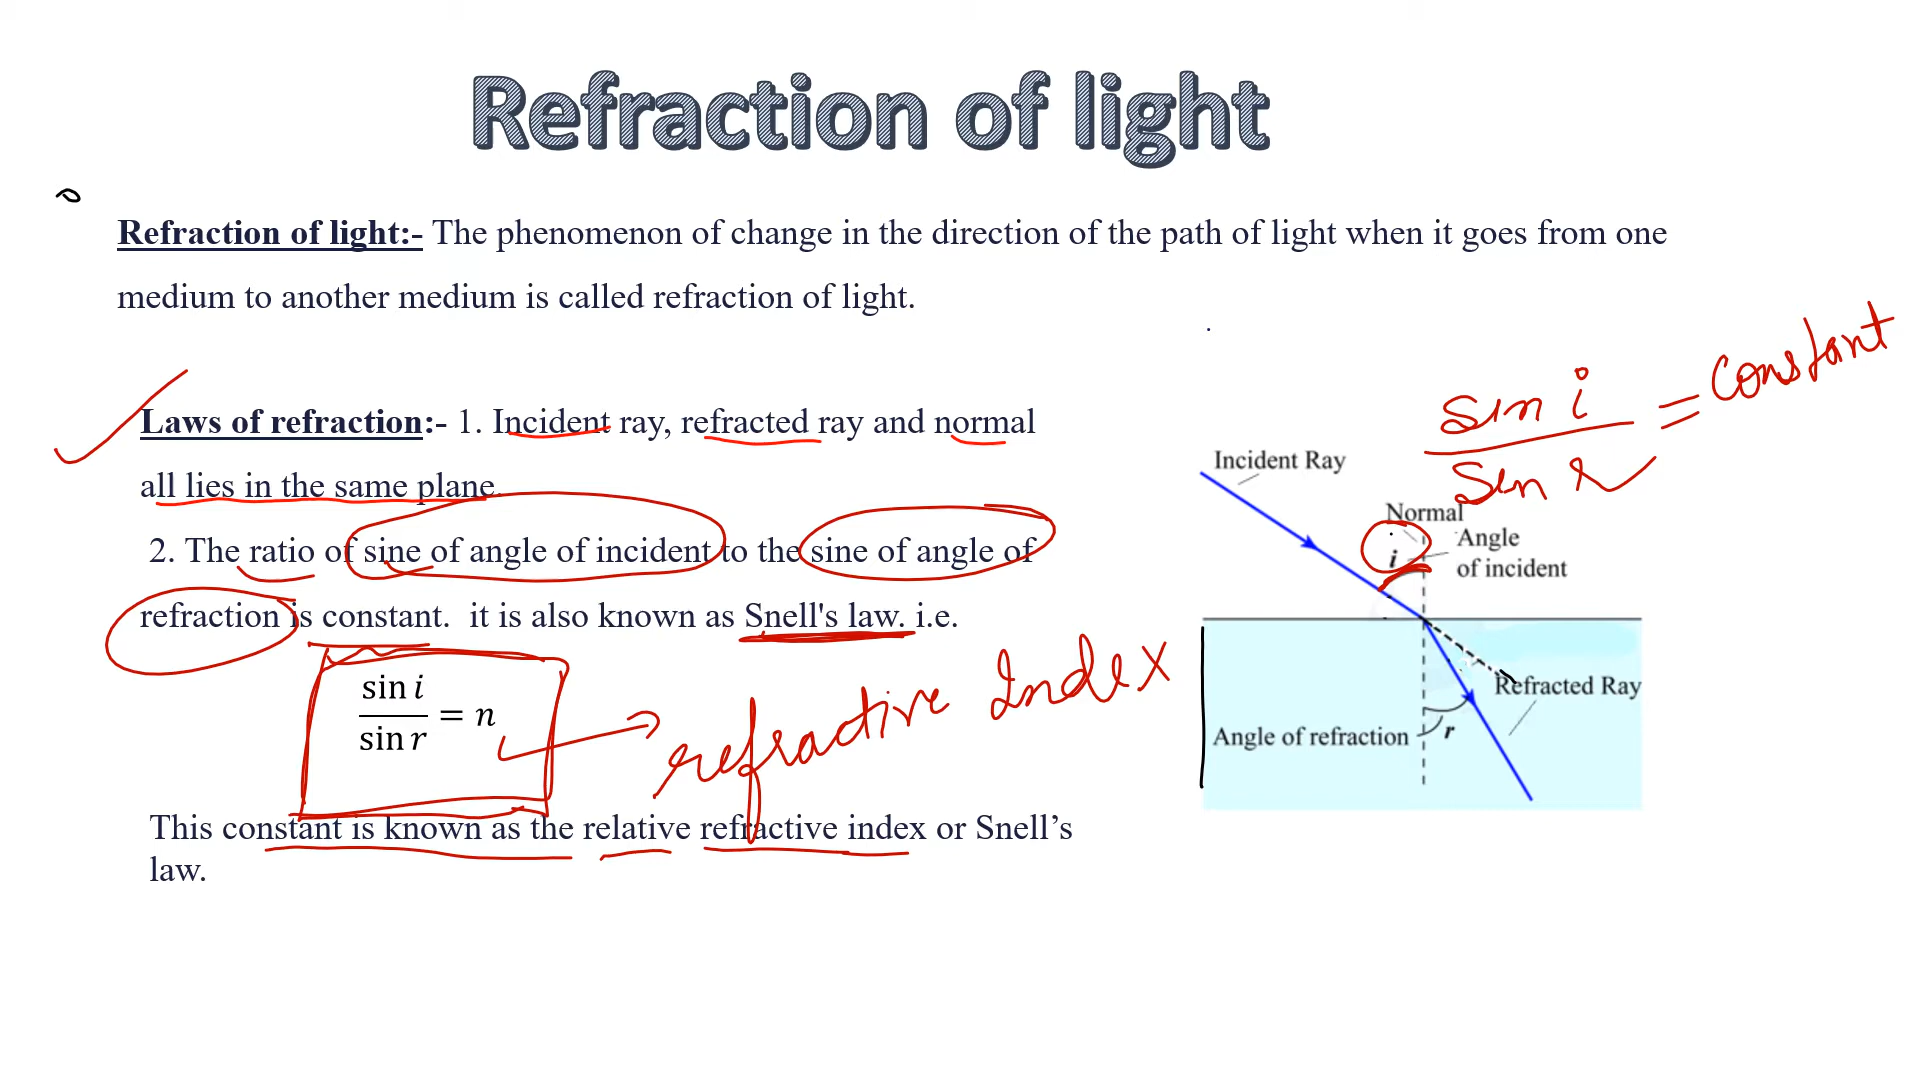 Refraction of light
Refraction of light:- The phenomenon of change in the direction of the path of light when it goes from one
medium to another medium is called refraction of light.
Laws of refraction:- 1. Incident ray, refracted ray and normal
all lies in the same plane.
2. The ratio of sine of angle of incident to the sine of angle of
refraction is constant.  it is also known as Snell's law. i.e.
sin i
= n
sin r
refractive Index
This constant is known as the relative refractive index or Snell’s
law.
sin i
= constant
sin r
Incident Ray
Normal
i
Angle
of incident
Refracted Ray
Angle of refraction
r